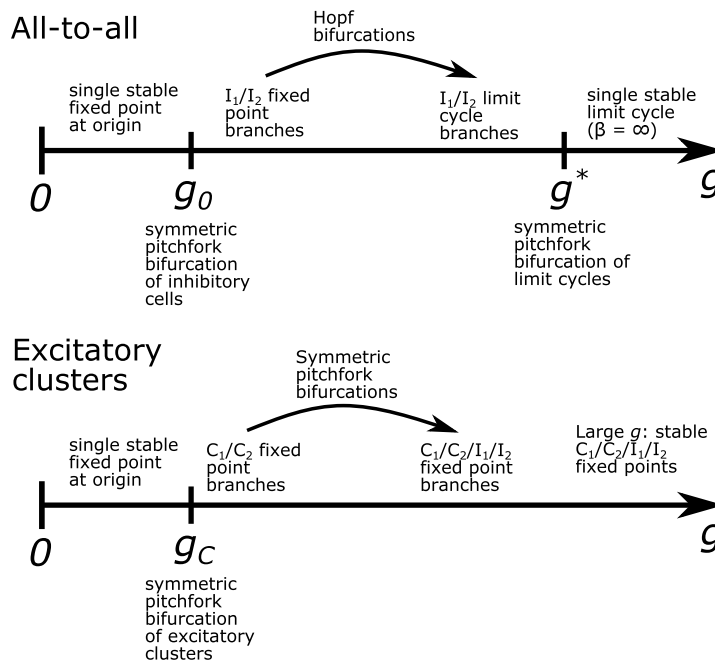 All-to-all
Hopf
bifurcations
single stable
fixed point
at origin
I₁/I₂ fixed
point
branches
I₁/I₂ limit
cycle
branches
single stable
limit cycle
(β = ∞)
0
g₀
g*
g
symmetric
pitchfork
bifurcation
of inhibitory
cells
symmetric
pitchfork
bifurcation of
limit cycles
Excitatory
clusters
Symmetric
pitchfork
bifurcations
single stable
fixed point
at origin
C₁/C₂ fixed
point
branches
C₁/C₂/I₁/I₂
fixed point
branches
Large g: stable
C₁/C₂/I₁/I₂
fixed points
0
g_C
g
symmetric
pitchfork
bifurcation
of excitatory
clusters